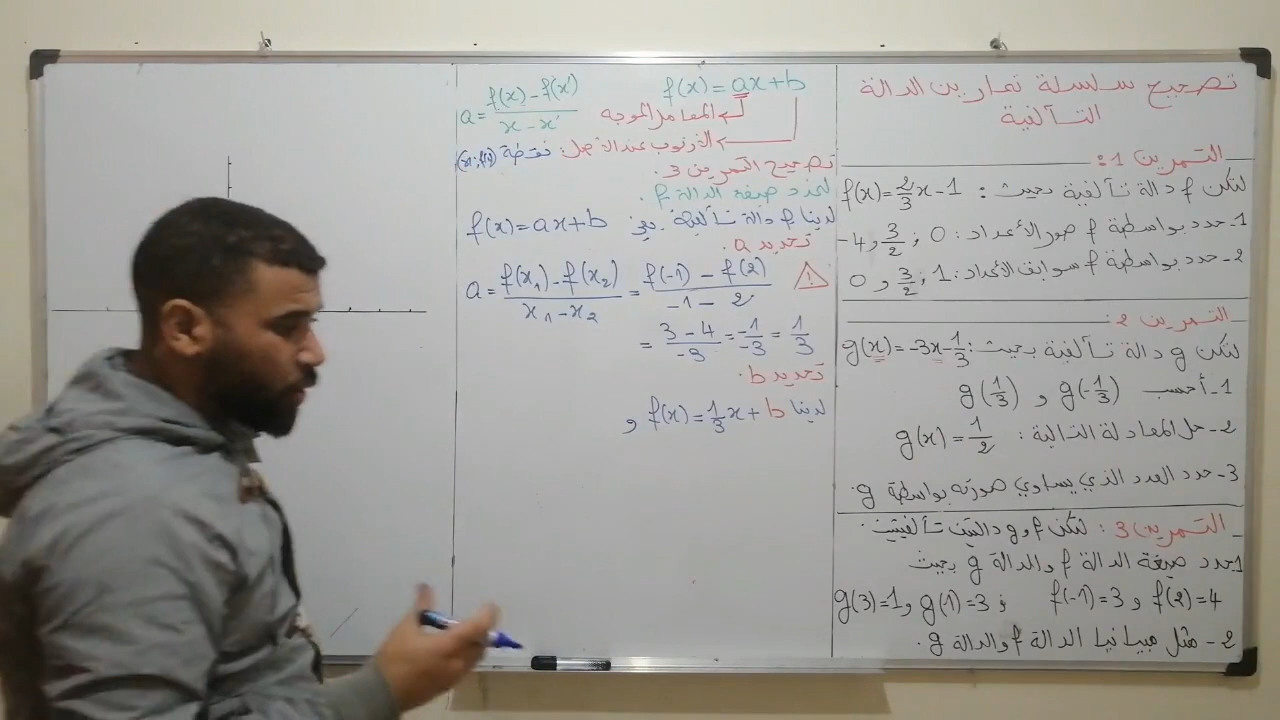 تصحيح سلسلة تمارين الدالة
التآلفية
التمرين 1:
لتكن f دالة تآلفية بحيث: f(x)=2/3 x-1
1- حدد بواسطة f صور الأعداد: 0 ; 3/2 و -4
2- حدد بواسطة f سوابق الأعداد: 1 ; 3/2 و 0
التمرين 2:
لتكن g دالة تآلفية بحيث: g(x)=-3x-1/3
1- أحسب g(-1/3) و g(1/3)
2- حل المعادلة التالية: g(x)=1/2
3- حدد العدد الذي يساوي صورته بواسطة g.
التمرين 3: لتكن f و g دالتين تآلفيتين.
1- حدد صيغة الدالة f والدالة g بحيث
f(2)=4 و f(-1)=3 ; g(1)=3 و g(3)=1
2- مثل مبيانيا الدالة f والدالة g.
f(x)=ax+b
a=f(x)-f(x')/x-x'
المعامل الموجه
الأرتوب عند الأصل: نقطة
تصحيح التمرين 3.
لنحدد صيغة الدالة f.
لدينا f دالة تآلفية. يعني f(x)=ax+b
تحديد a.
a=f(x₁)-f(x₂)/x₁-x₂=f(-1)-f(2)/-1-2
=3-4/-3=-1/-3=1/3
تحديد b.
لدينا f(x)=1/3 x+b و